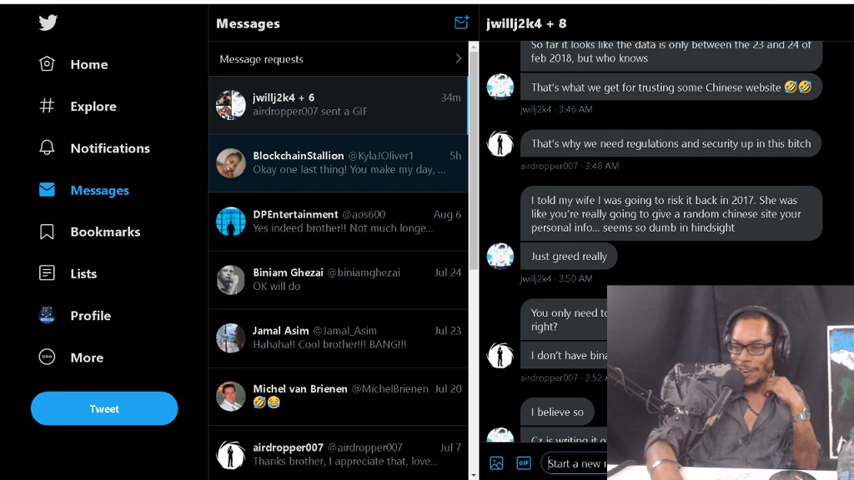 Home
Explore
Notifications
Messages
Bookmarks
Lists
Profile
More
Tweet
Messages
Message requests
jwillj2k4 + 6 34m
airdropper007 sent a GIF
BlockchainStallion @KylaJOliver1 5h
Okay one last thing! You make my day, ...
DPEntertainment @aos600 Aug 6
Yes indeed brother!! Not much longe...
Biniam Ghezai @biniamghezai Jul 24
OK will do
Jamal Asim @Jamal_Asim Jul 23
Hahaha!! Cool brother!!! BANG!!!
Michel van Brienen @MichelBrienen Jul 20
🤣😂
airdropper007 @airdropper007 Jul 7
Thanks brother, I appreciate that, love...
jwillj2k4 + 8
So far it looks like the data is only between the 23 and 24 of
feb 2018, but who knows
That's what we get for trusting some Chinese website 🤣🤣
jwillj2k4 · 3:46 AM
That's why we need regulations and security up in this bitch
airdropper007 · 3:48 AM
I told my wife I was going to risk it back in 2017. She was
like you're really going to give a random chinese site your
personal info... seems so dumb in hindsight
Just greed really
jwillj2k4 · 3:50 AM
You only need to
right?
I don't have bina
airdropper007 · 3:52
I believe so
Cz is writing it o
GIF
Start a new